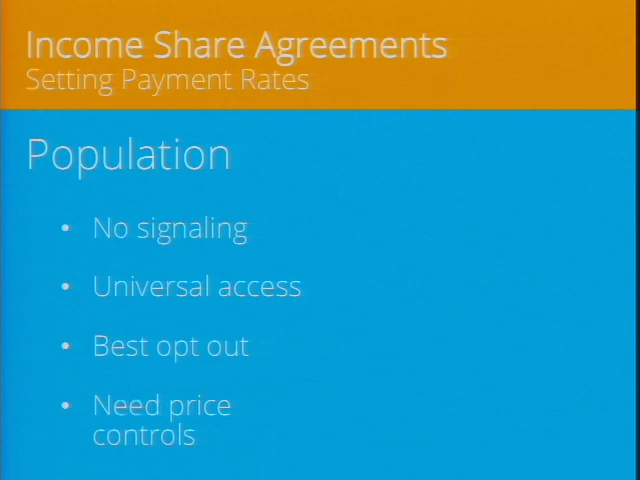 Income Share Agreements
Setting Payment Rates
Population
• No signaling
• Universal access
• Best opt out
• Need price
controls